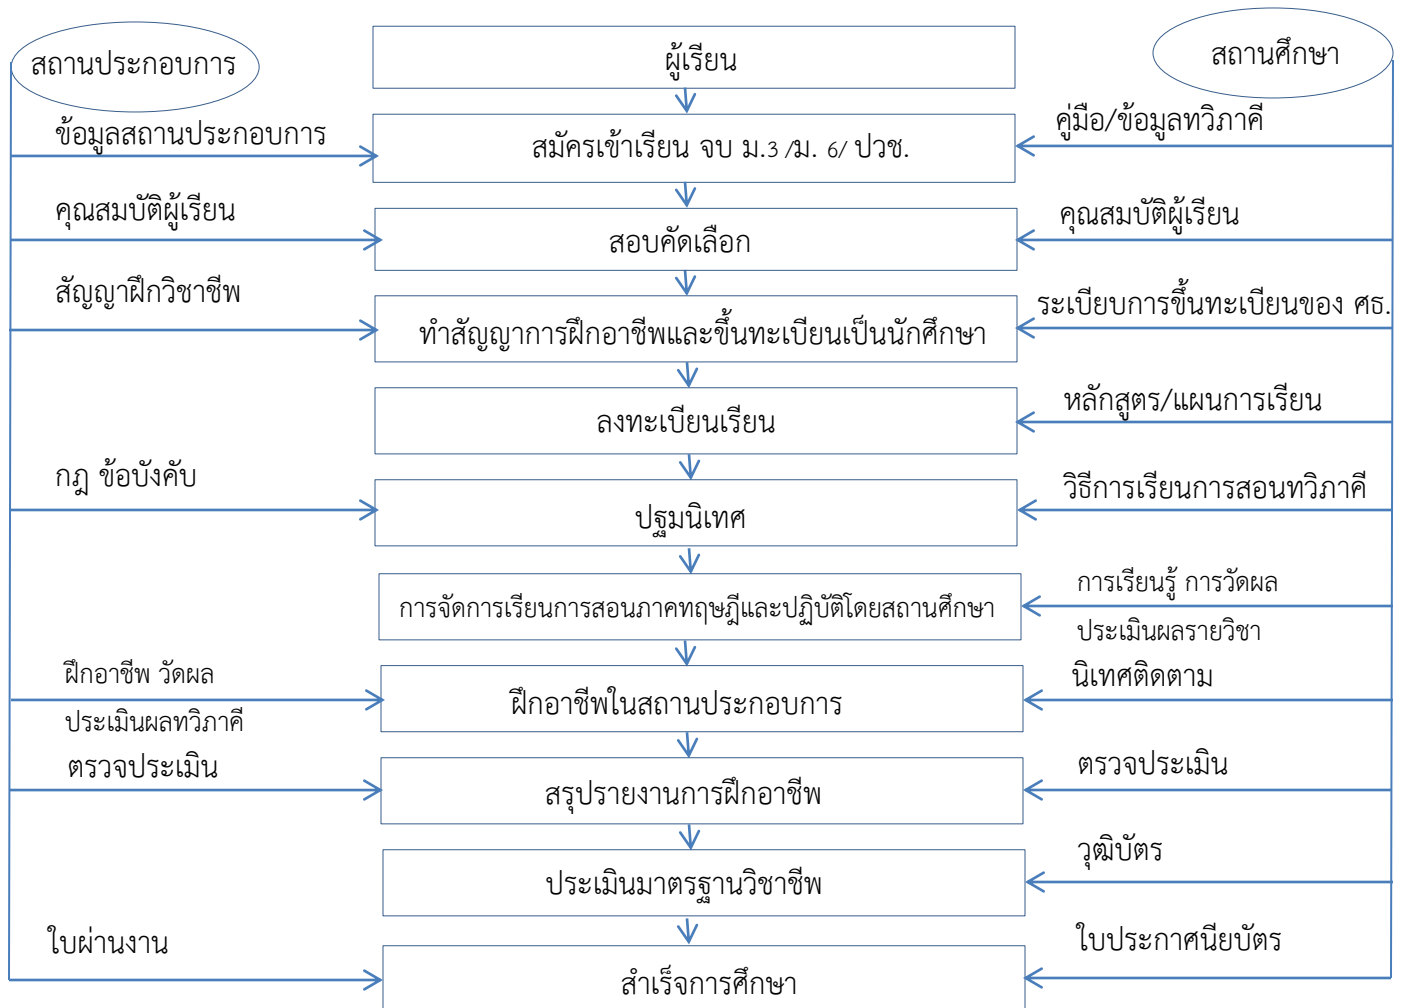 สถานประกอบการ
ผู้เรียน
สถานศึกษา
ข้อมูลสถานประกอบการ
สมัครเข้าเรียน จบ ม.3 /ม. 6/ ปวช.
คู่มือ/ข้อมูลทวิภาคี
คุณสมบัติผู้เรียน
สอบคัดเลือก
คุณสมบัติผู้เรียน
สัญญาฝึกวิชาชีพ
ทำสัญญาการฝึกอาชีพและขึ้นทะเบียนเป็นนักศึกษา
ระเบียบการขึ้นทะเบียนของ ศธ.
ลงทะเบียนเรียน
หลักสูตร/แผนการเรียน
กฎ ข้อบังคับ
ปฐมนิเทศ
วิธีการเรียนการสอนทวิภาคี
การจัดการเรียนการสอนภาคทฤษฎีและปฏิบัติโดยสถานศึกษา
การเรียนรู้ การวัดผล
ประเมินผลรายวิชา
ฝึกอาชีพ วัดผล
ประเมินผลทวิภาคี
ฝึกอาชีพในสถานประกอบการ
นิเทศติดตาม
ตรวจประเมิน
สรุปรายงานการฝึกอาชีพ
ตรวจประเมิน
ประเมินมาตรฐานวิชาชีพ
วุฒิบัตร
ใบผ่านงาน
สำเร็จการศึกษา
ใบประกาศนียบัตร